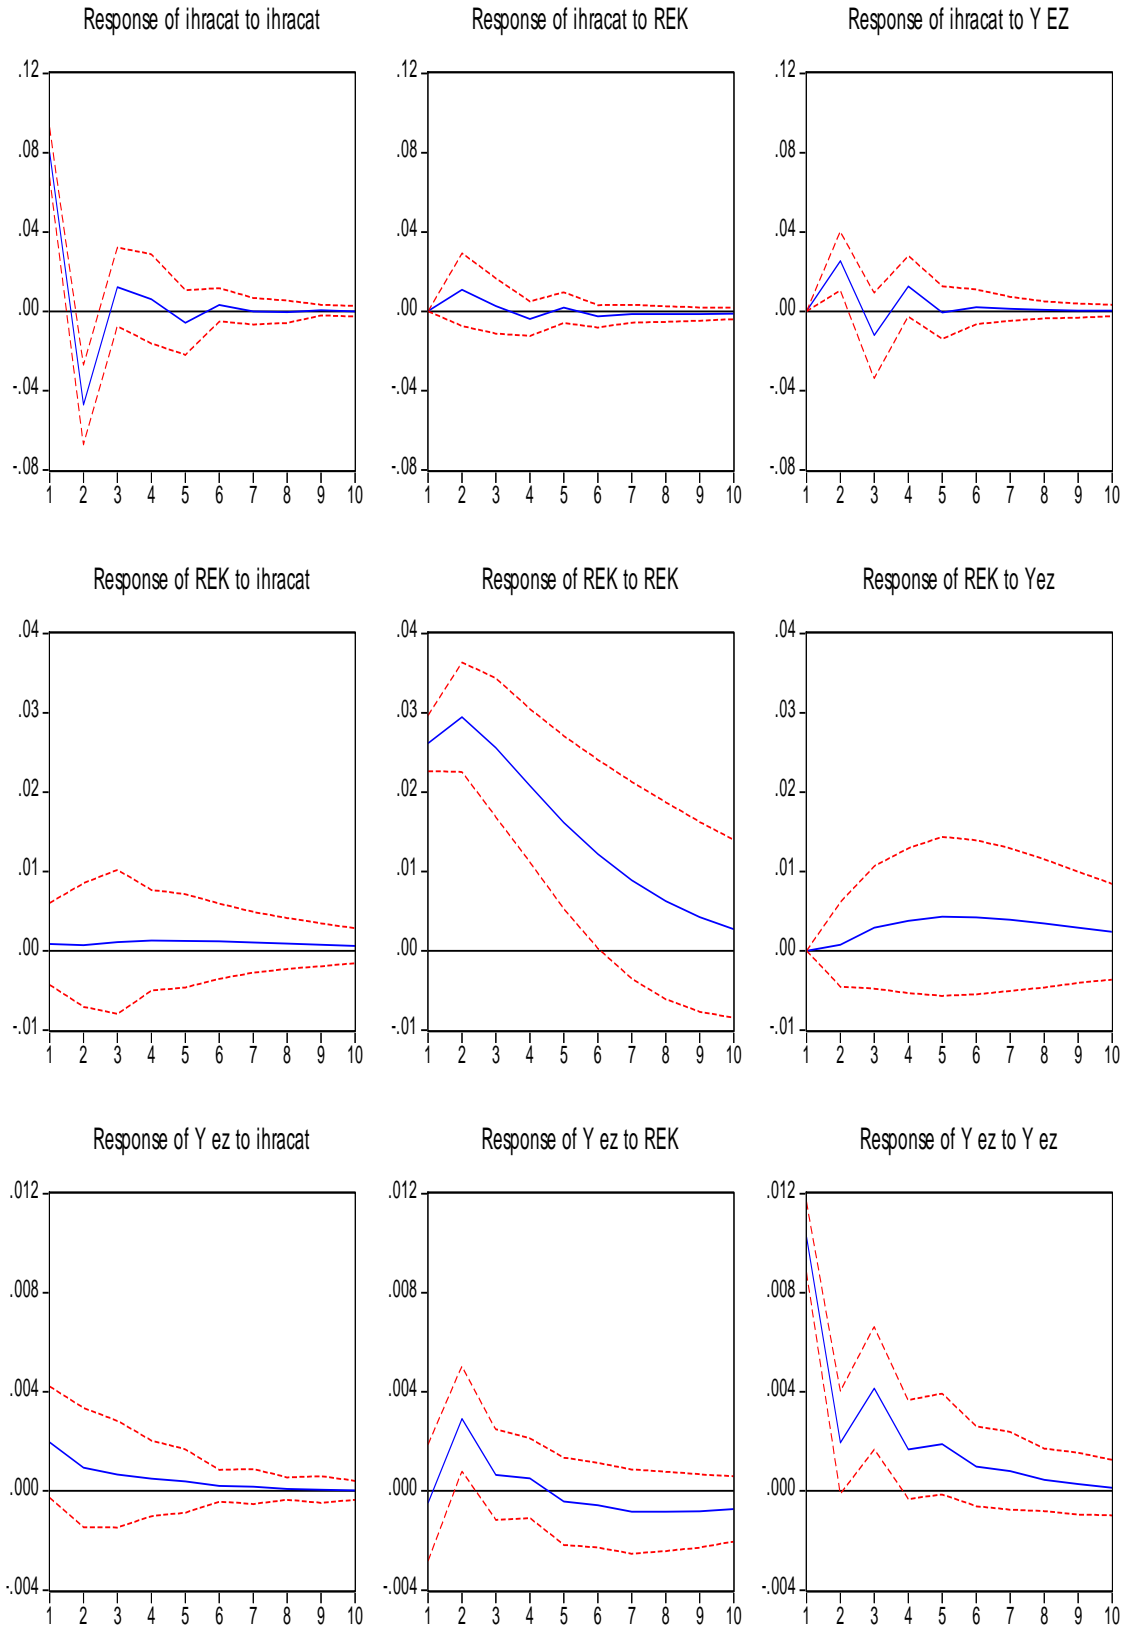 Response of ihracat to ihracat
Response of ihracat to REK
Response of ihracat to Y EZ
.12
.08
.04
.00
-.04
-.08
1 2 3 4 5 6 7 8 9 10
.12
.08
.04
.00
-.04
-.08
1 2 3 4 5 6 7 8 9 10
.12
.08
.04
.00
-.04
-.08
1 2 3 4 5 6 7 8 9 10
Response of REK to ihracat
Response of REK to REK
Response of REK to Yez
.04
.03
.02
.01
.00
-.01
1 2 3 4 5 6 7 8 9 10
.04
.03
.02
.01
.00
-.01
1 2 3 4 5 6 7 8 9 10
.04
.03
.02
.01
.00
-.01
1 2 3 4 5 6 7 8 9 10
Response of Y ez to ihracat
Response of Y ez to REK
Response of Y ez to Y ez
.012
.008
.004
.000
-.004
1 2 3 4 5 6 7 8 9 10
.012
.008
.004
.000
-.004
1 2 3 4 5 6 7 8 9 10
.012
.008
.004
.000
-.004
1 2 3 4 5 6 7 8 9 10